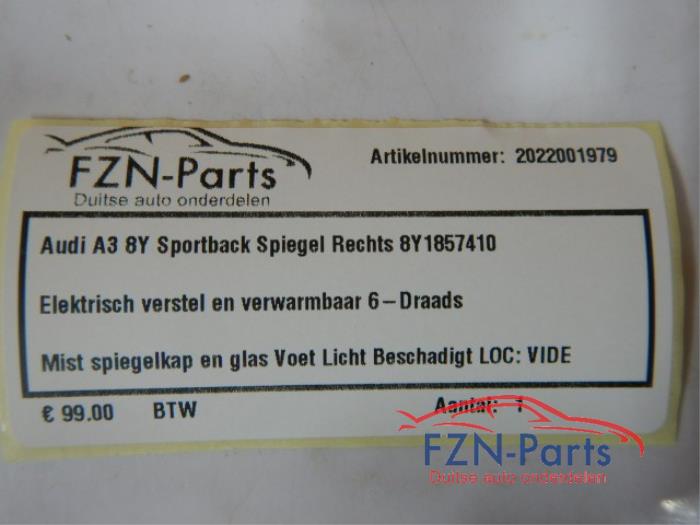 FZN-Parts
Duitse auto onderdelen
Artikelnummer: 2022001979
Audi A3 8Y Sportback Spiegel Rechts 8Y1857410
Elektrisch verstel en verwarmbaar 6-Draads
Mist spiegelkap en glas Voet Licht Beschadigt LOC: VIDE
€ 99.00 BTW Aantal: 1
FZN-Parts
Duitse auto onderdelen